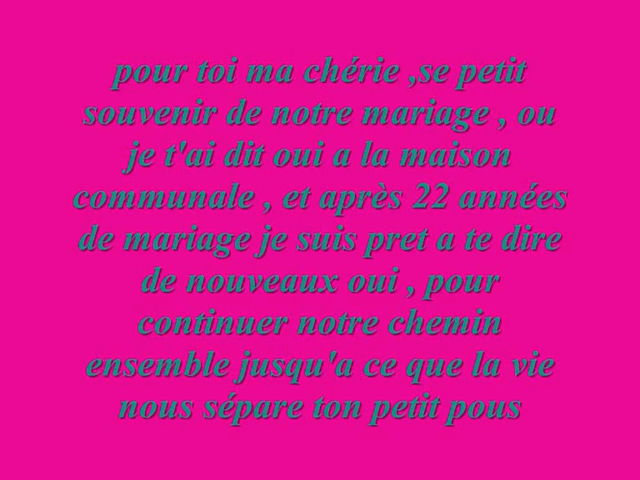 pour toi ma chérie ,se petit
souvenir de notre mariage , ou
je t'ai dit oui a la maison
communale , et après 22 années
de mariage je suis pret a te dire
de nouveaux oui , pour
continuer notre chemin
ensemble jusqu'a ce que la vie
nous sépare ton petit pous